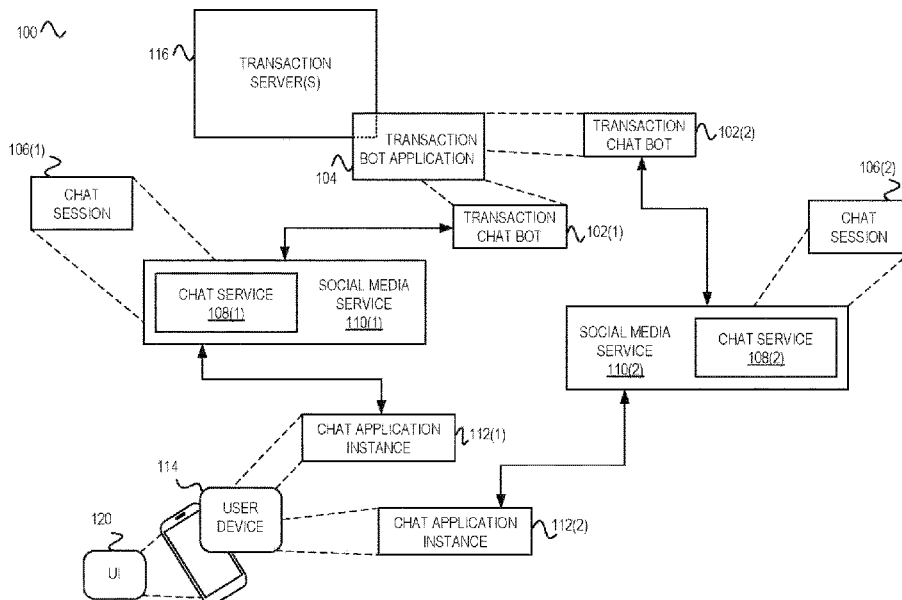 100
116
TRANSACTION
SERVER(S)
TRANSACTION
BOT APPLICATION
104
TRANSACTION
CHAT BOT
102(2)
106(1)
CHAT
SESSION
106(2)
CHAT
SESSION
TRANSACTION
CHAT BOT
102(1)
CHAT SERVICE
108(1)
SOCIAL MEDIA
SERVICE
110(1)
SOCIAL MEDIA
SERVICE
110(2)
CHAT SERVICE
108(2)
CHAT APPLICATION
INSTANCE
112(1)
114
USER
DEVICE
CHAT APPLICATION
INSTANCE
112(2)
120
UI